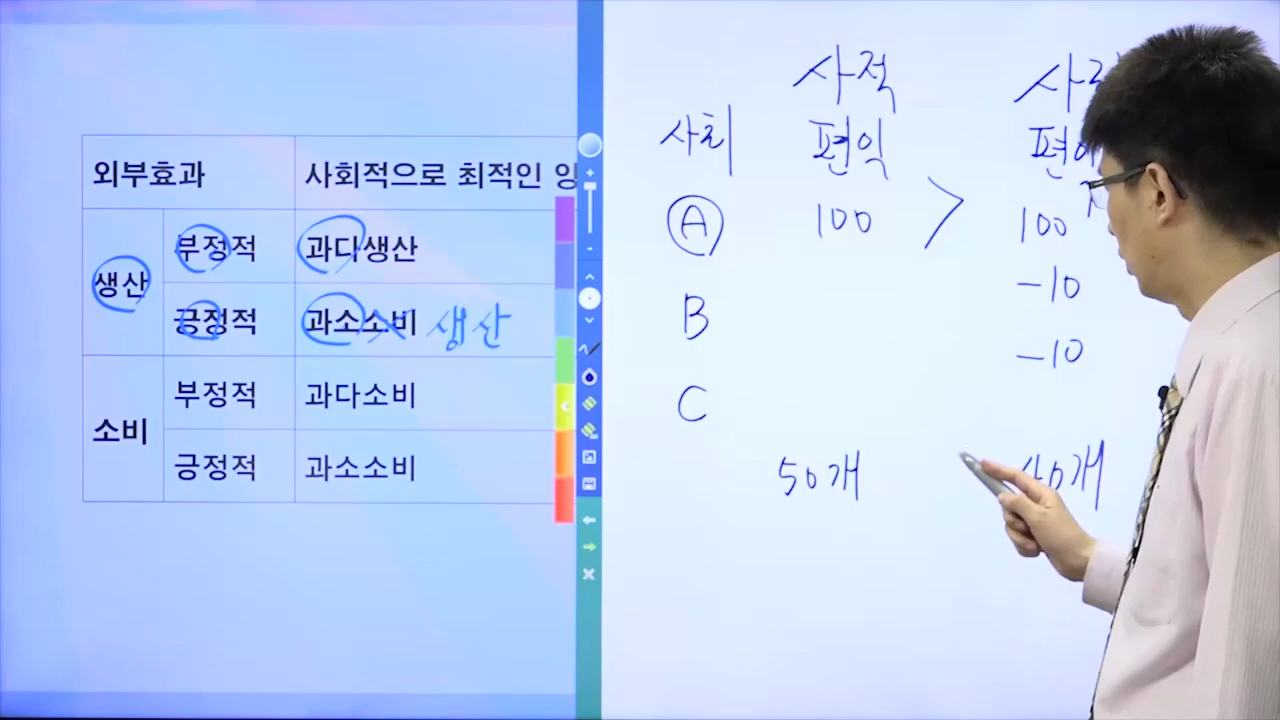 외부효과 사회적으로 최적인
생산 부정적 과다생산
긍정적 과소소비 생산
소비 부정적 과다소비
긍정적 과소소비
사적
사회 편익
A 100 > 100
B -10
C -10
50개